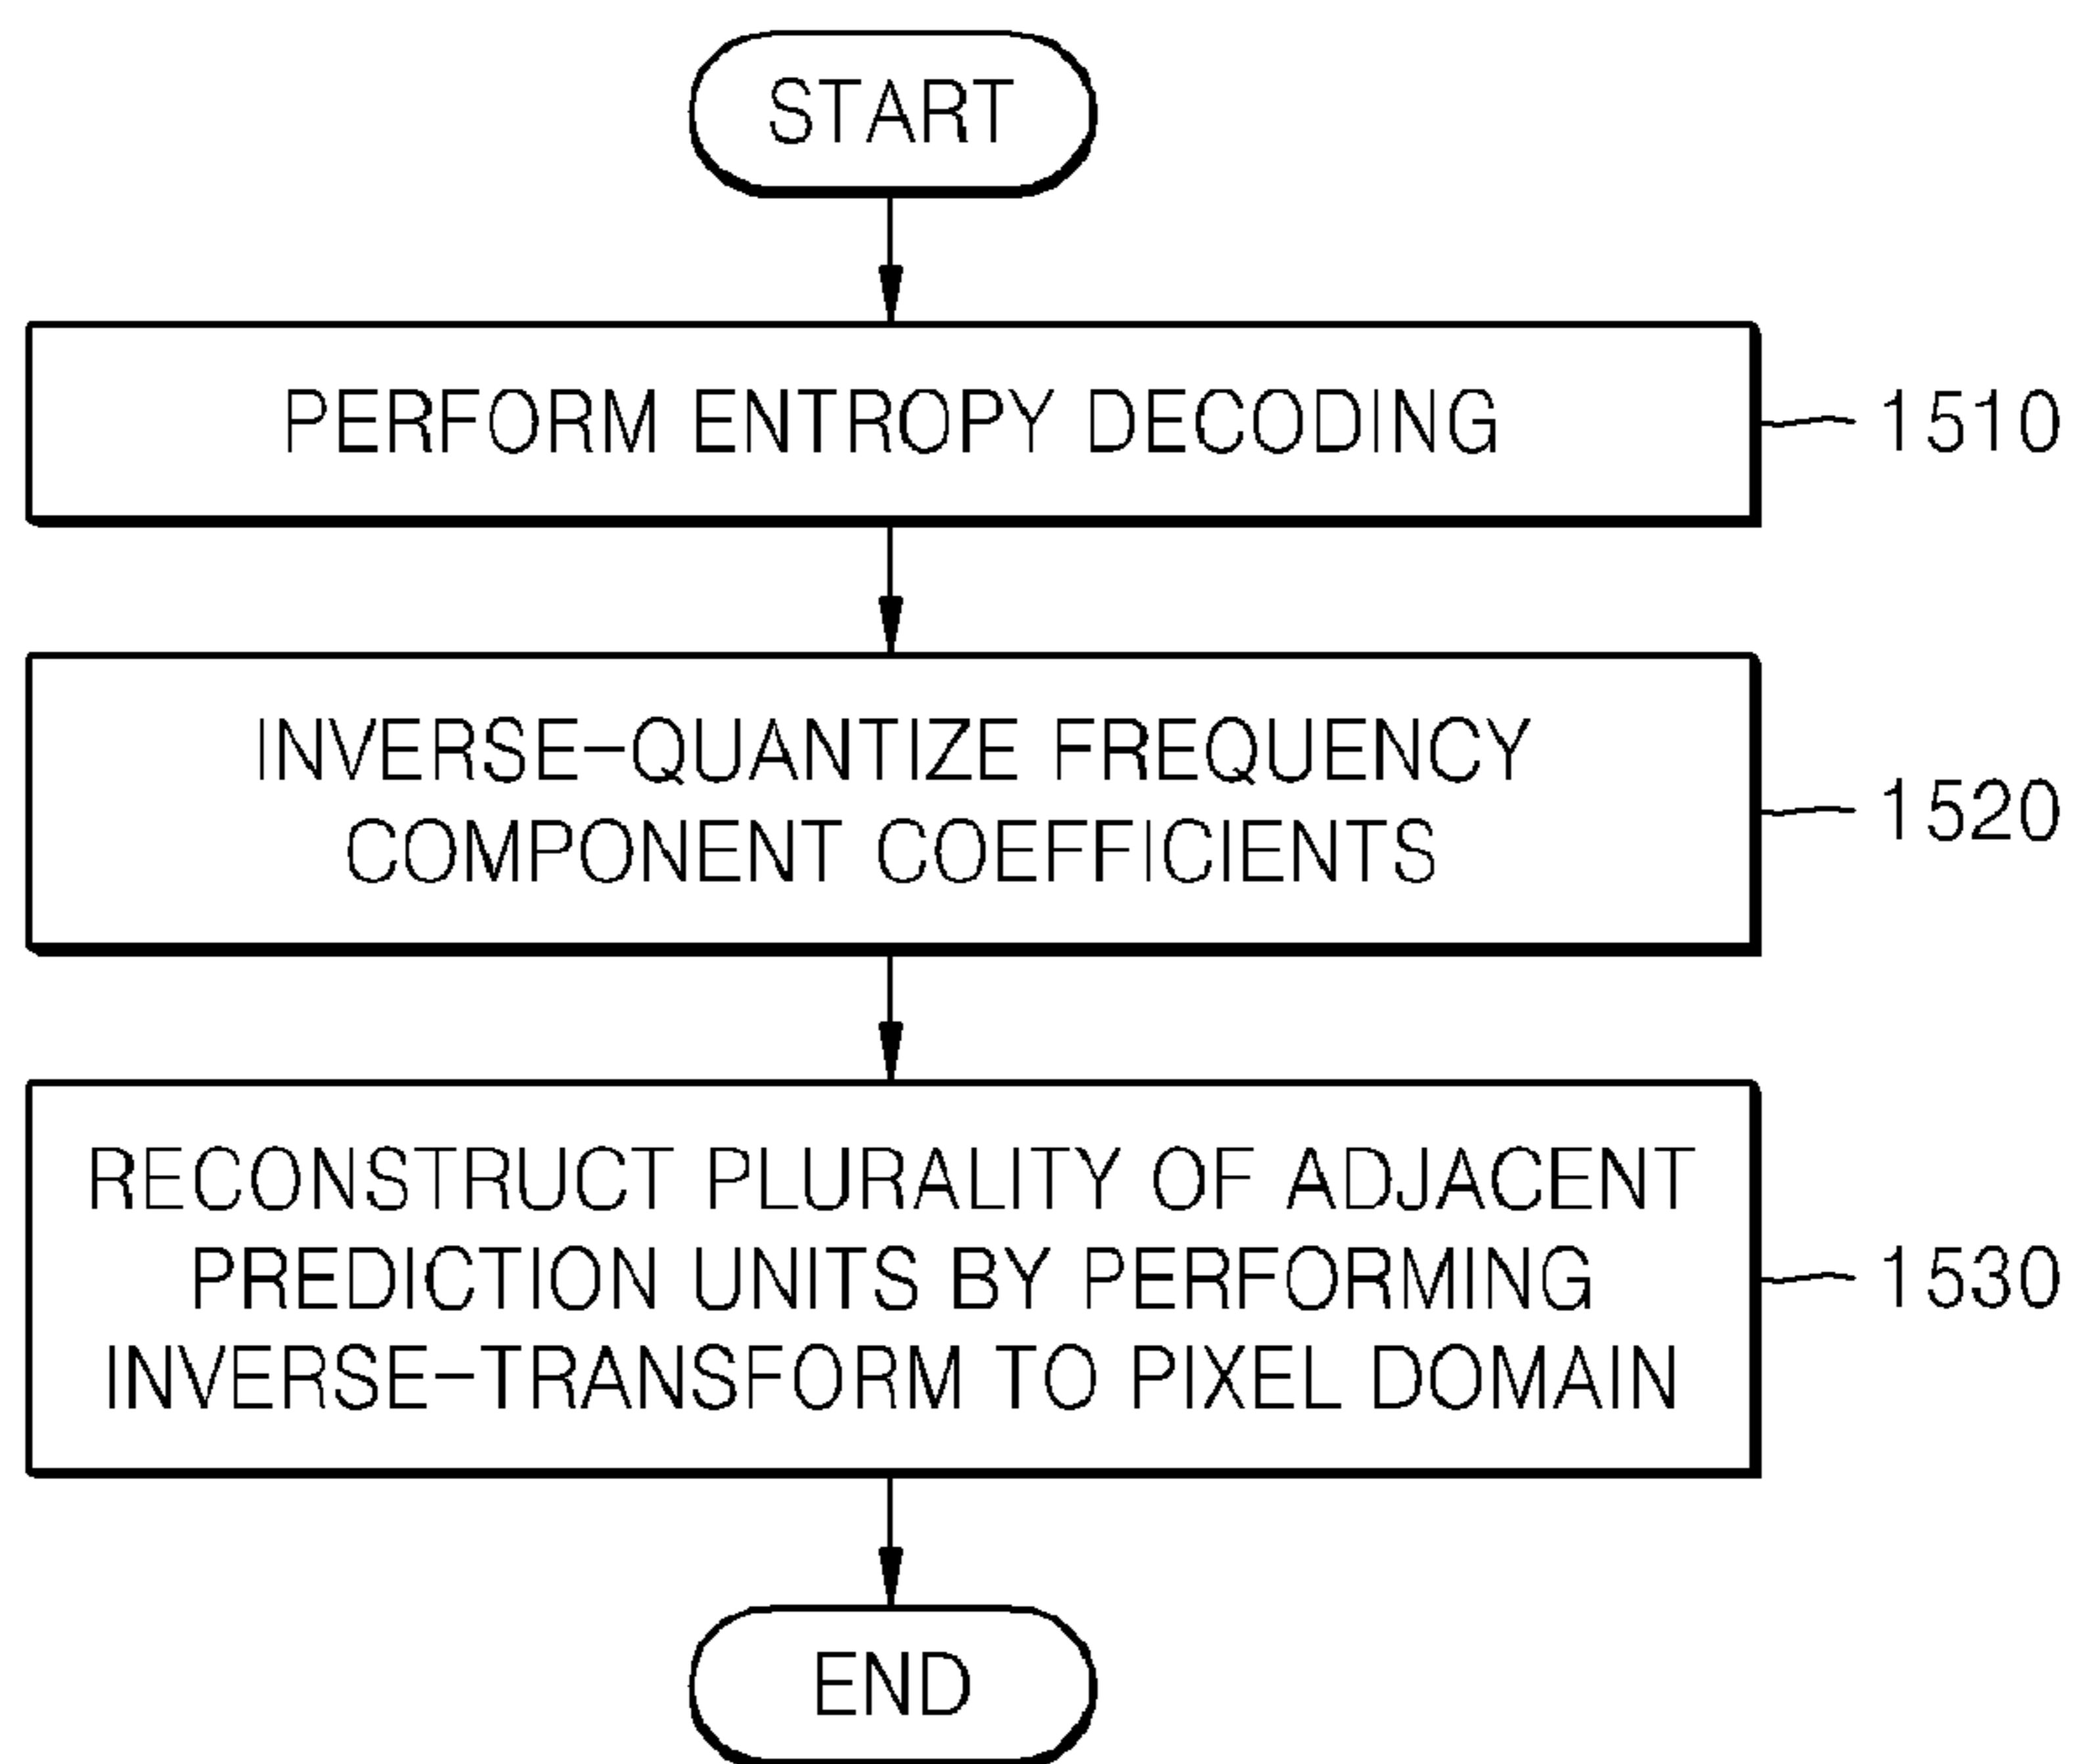 START
PERFORM ENTROPY DECODING
1510
INVERSE-QUANTIZE FREQUENCY
COMPONENT COEFFICIENTS
1520
RECONSTRUCT PLURALITY OF ADJACENT
PREDICTION UNITS BY PERFORMING
INVERSE-TRANSFORM TO PIXEL DOMAIN
1530
END